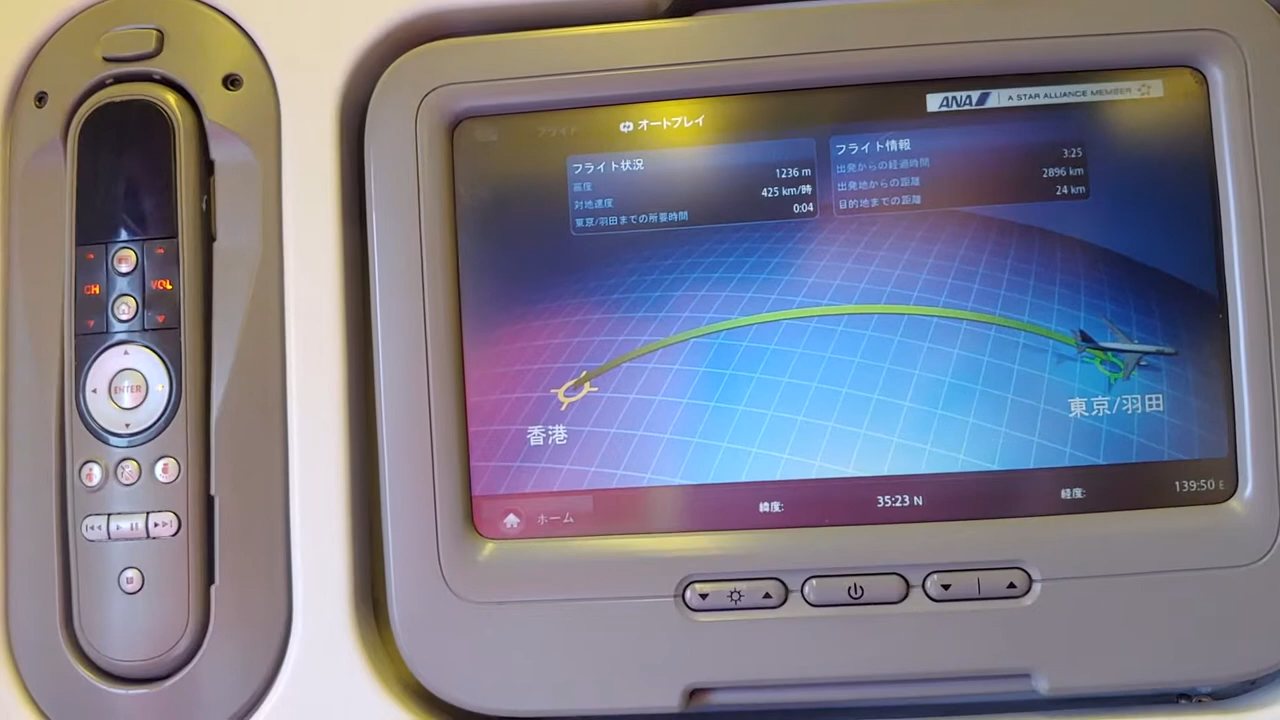 ANA A STAR ALLIANCE MEMBER
フライト オートプレイ
フライト状況
高度 1236 m
対地速度 425 km/時
東京/羽田までの所要時間 0:04
フライト情報
出発からの経過時間 3:25
出発地からの距離 2896 km
目的地までの距離 24 km
香港
東京/羽田
ホーム 緯度: 35:23 N 経度: 139:50 E
CH VOL
ENTER